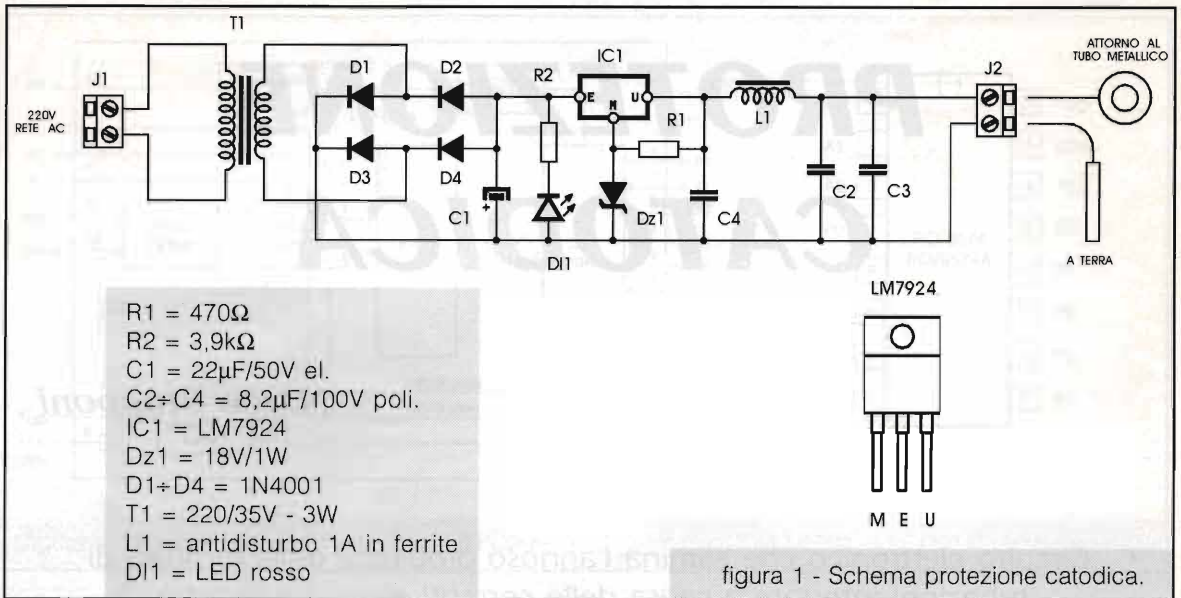 T1
J1
220V
RETE AC
D1
D2
D3
D4
C1
+
R2
DI1
IC1
E
M
U
R1
Dz1
C4
L1
C2
C3
J2
ATTORNO AL
TUBO METALLICO
A TERRA
LM7924
M E U
R1 = 470Ω
R2 = 3,9kΩ
C1 = 22µF/50V el.
C2÷C4 = 8,2µF/100V poli.
IC1 = LM7924
Dz1 = 18V/1W
D1÷D4 = 1N4001
T1 = 220/35V - 3W
L1 = antidisturbo 1A in ferrite
DI1 = LED rosso
figura 1 - Schema protezione catodica.
PROTEZIONE
CATODICA